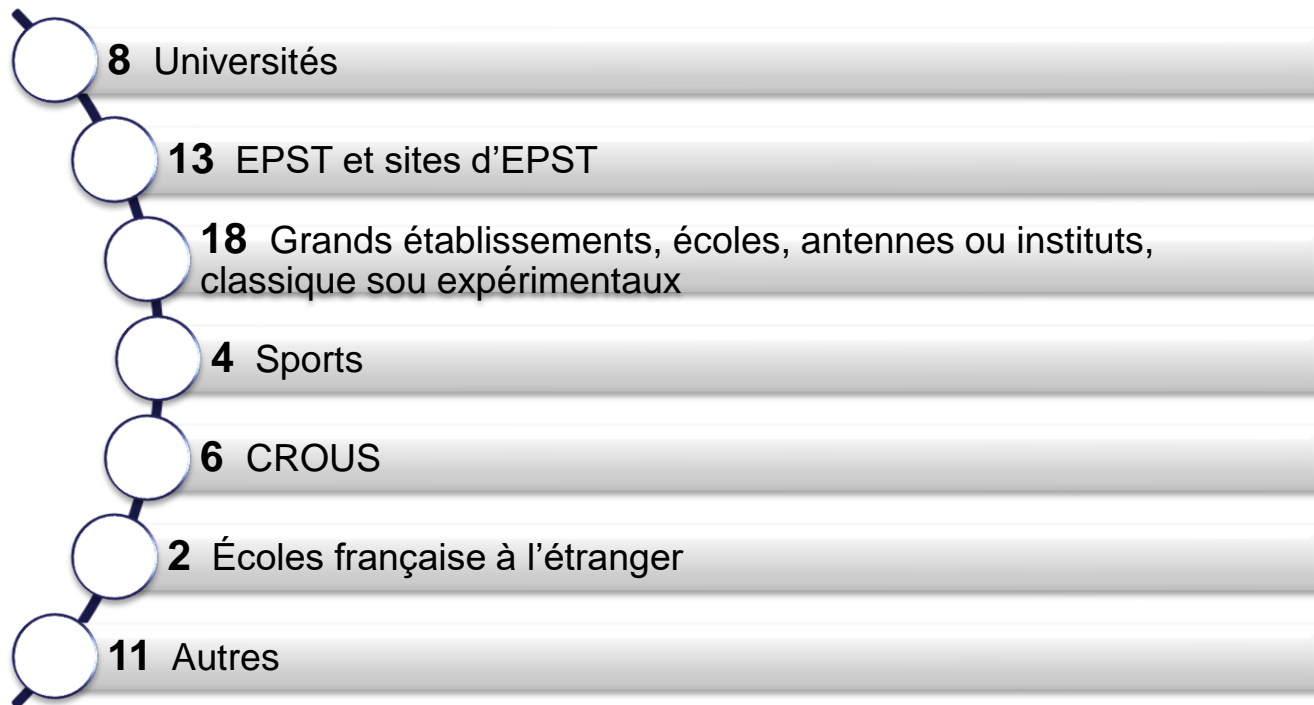 8 Universités
13 EPST et sites d’EPST
18 Grands établissements, écoles, antennes ou instituts,
classique sou expérimentaux
4 Sports
6 CROUS
2 Écoles française à l’étranger
11 Autres